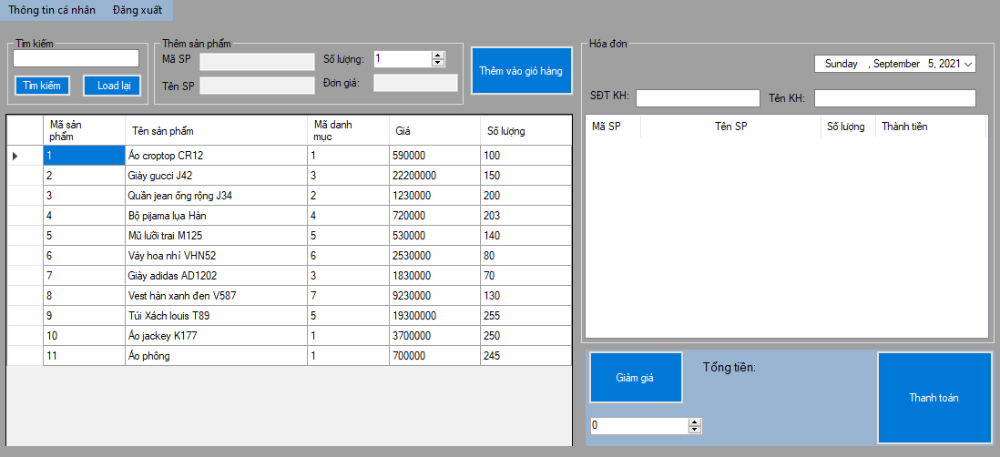 Thông tin cá nhân Đăng xuất
Tìm kiếm
Tìm kiếm Load lại
Thêm sản phẩm
Mã SP Số lượng: 1
Tên SP Đơn giá:
Thêm vào giỏ hàng
Mã sản phẩm Tên sản phẩm Mã danh mục Giá Số lượng
1 Áo croptop CR12 1 590000 100
2 Giày gucci J42 3 22200000 150
3 Quần jean ống rộng J34 2 1230000 200
4 Bộ pijama lụa Hàn 4 720000 203
5 Mũ lưỡi trai M125 5 530000 140
6 Váy hoa nhí VHN52 6 2530000 80
7 Giày adidas AD1202 3 1830000 70
8 Vest hàn xanh đen V587 7 9230000 130
9 Túi Xách louis T89 5 19300000 255
10 Áo jackey K177 1 3700000 250
11 Áo phông 1 700000 245
Hóa đơn
Sunday , September 5, 2021
SĐT KH: Tên KH:
Mã SP Tên SP Số lượng Thành tiền
Giảm giá Tổng tiền:
0
Thanh toán